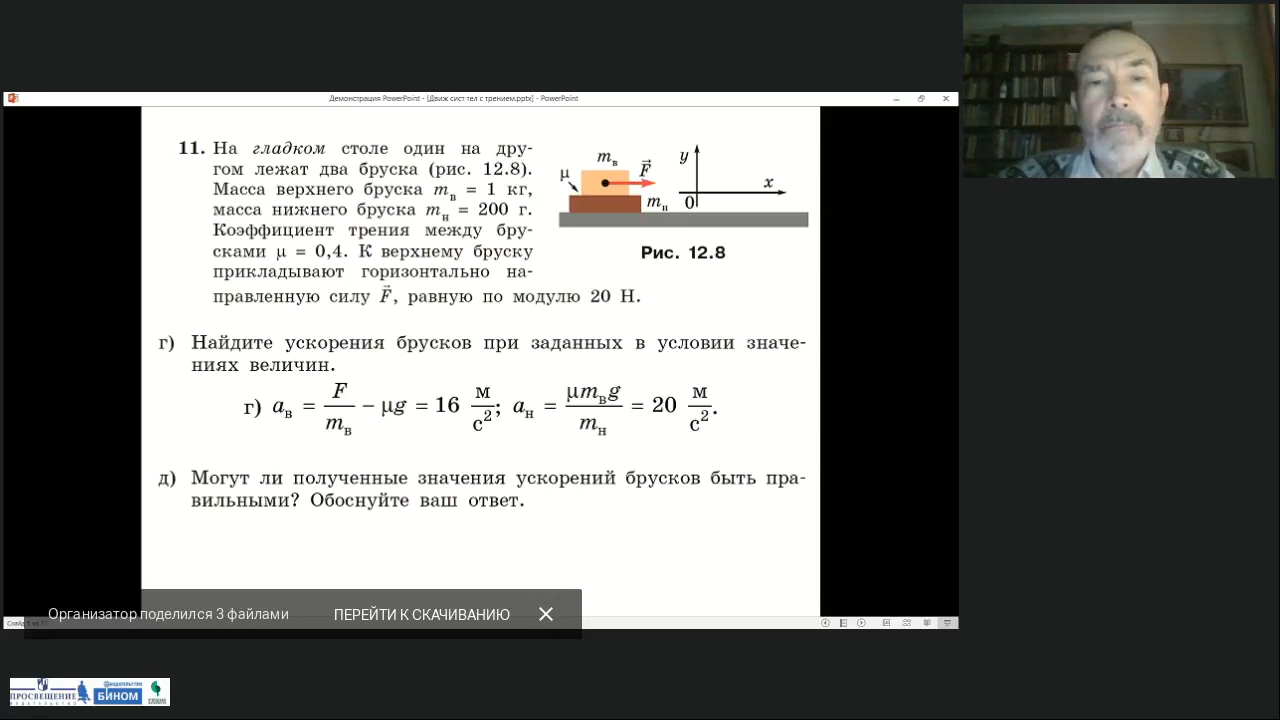 Демонстрация PowerPoint - [Движ сист тел с трением.pptx] - PowerPoint
11. На гладком столе один на дру-
гом лежат два бруска (рис. 12.8).
Масса верхнего бруска mв = 1 кг,
масса нижнего бруска mн = 200 г.
Коэффициент трения между бру-
сками μ = 0,4. К верхнему бруску
прикладывают горизонтально на-
правленную силу F⃗, равную по модулю 20 Н.
mв
μ
F⃗
mн
y
x
0
Рис. 12.8
г) Найдите ускорения брусков при заданных в условии значе-
ниях величин.
г) aв = F/mв − μg = 16 м/с²; aн = μmвg/mн = 20 м/с².
д) Могут ли полученные значения ускорений брусков быть пра-
вильными? Обоснуйте ваш ответ.
Организатор поделился 3 файлами ПЕРЕЙТИ К СКАЧИВАНИЮ
ПРОСВЕЩЕНИЕ
ИЗДАТЕЛЬСТВО
БИНОМ